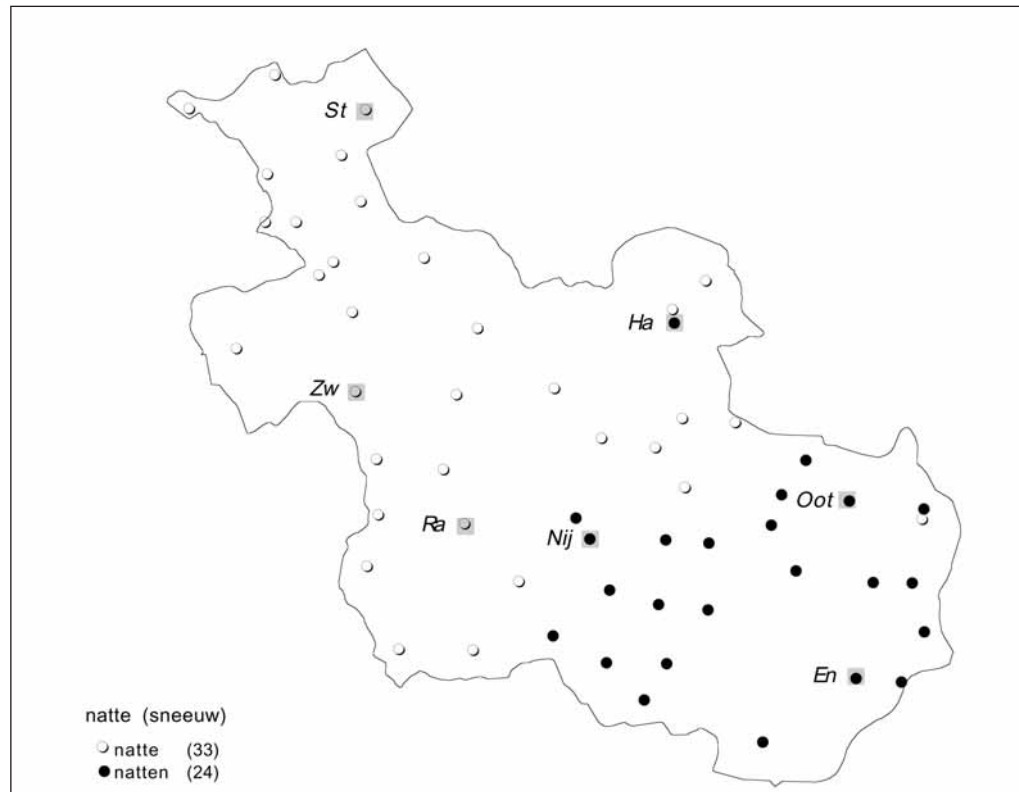 St
Ha
Zw
Oot
Ra
Nij
En
natte (sneeuw)
natte (33)
natten (24)